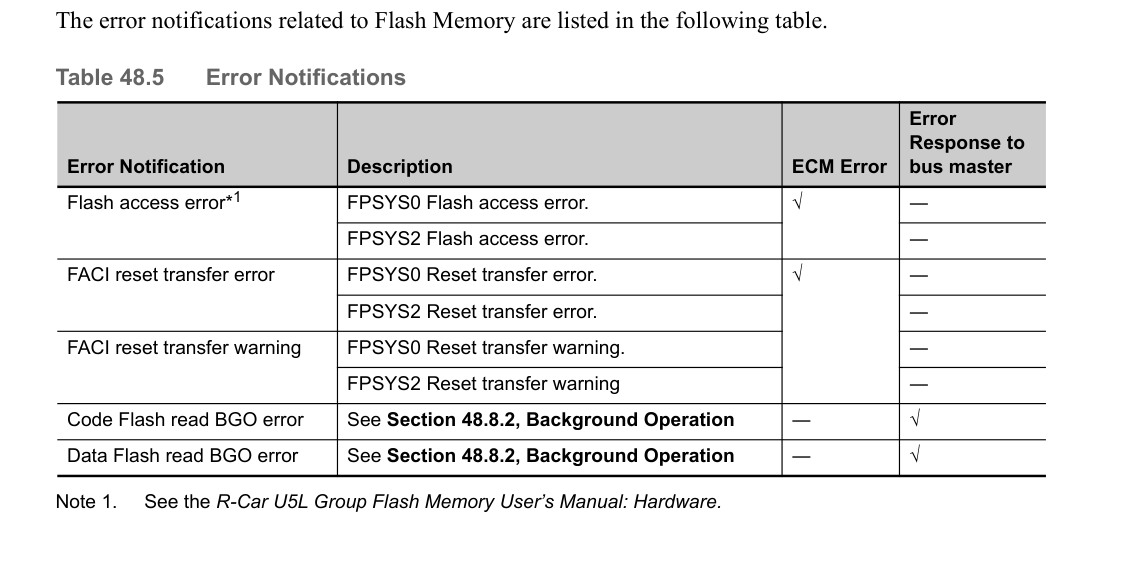 The error notifications related to Flash Memory are listed in the following table.
Table 48.5 Error Notifications
Error Notification Description ECM Error Error Response to bus master
Flash access error*1 FPSYS0 Flash access error. √ —
FPSYS2 Flash access error. —
FACI reset transfer error FPSYS0 Reset transfer error. √ —
FPSYS2 Reset transfer error. —
FACI reset transfer warning FPSYS0 Reset transfer warning. —
FPSYS2 Reset transfer warning —
Code Flash read BGO error See Section 48.8.2, Background Operation — √
Data Flash read BGO error See Section 48.8.2, Background Operation — √
Note 1. See the R-Car U5L Group Flash Memory User’s Manual: Hardware.